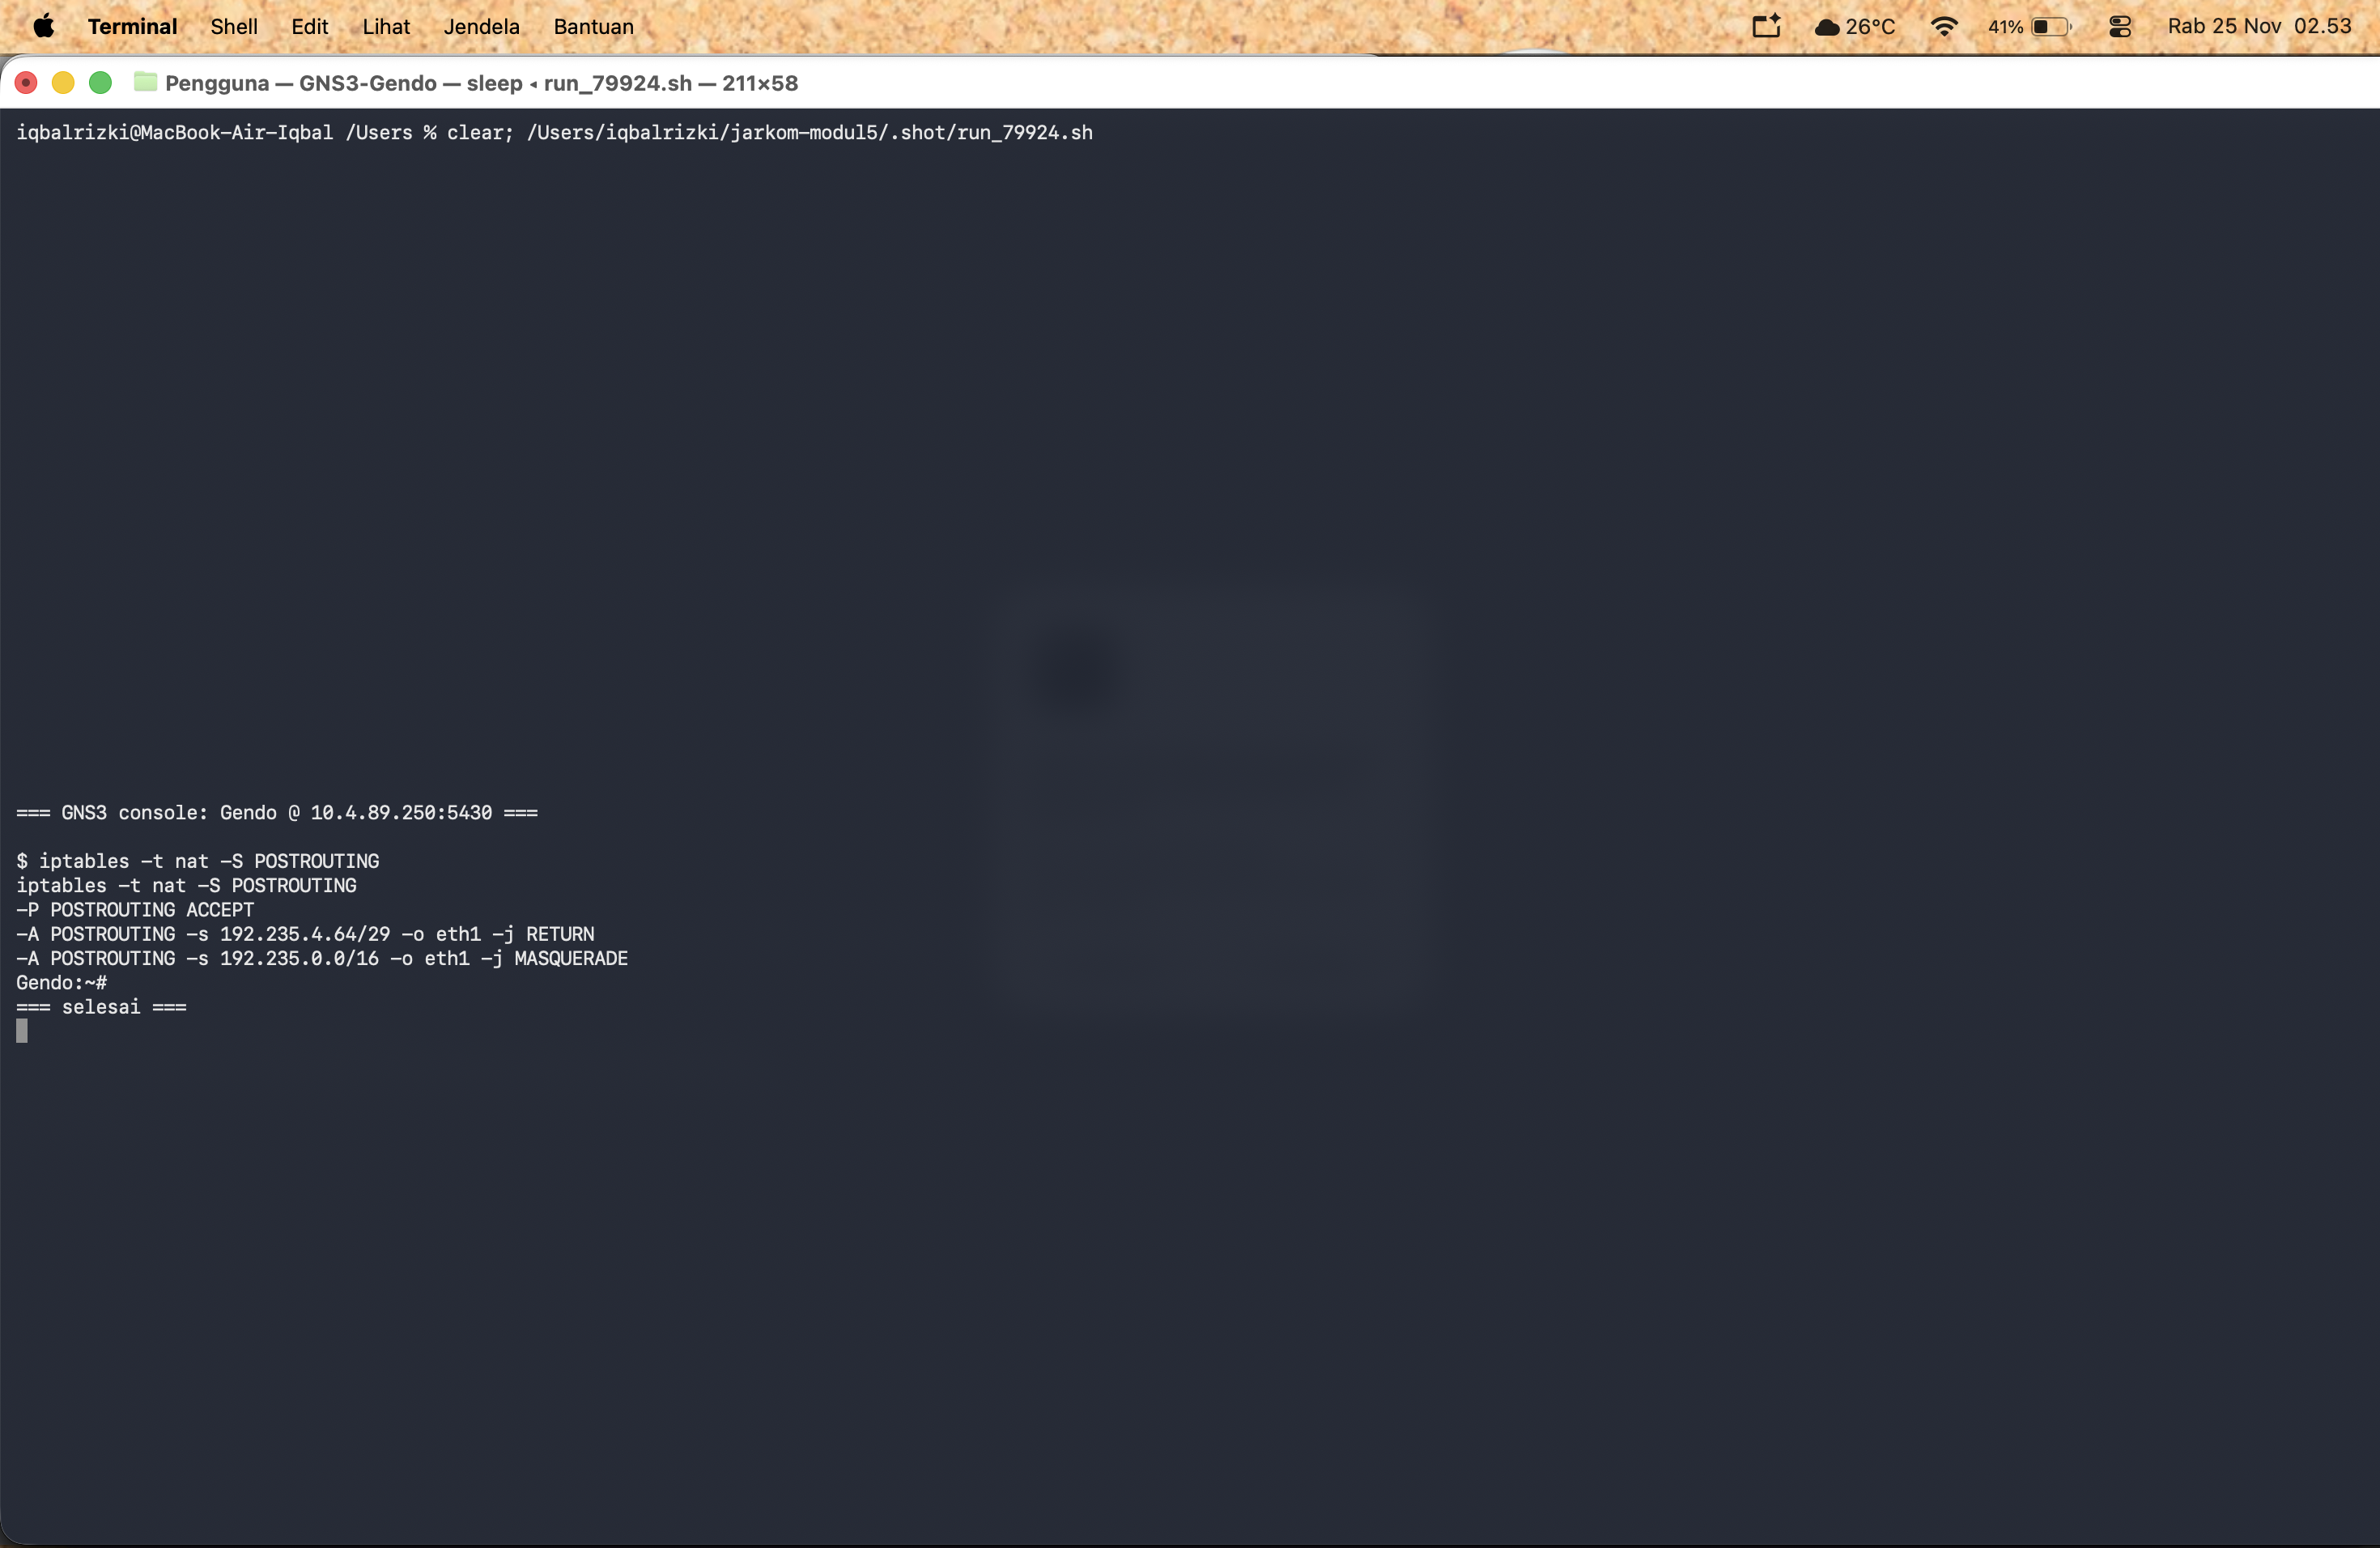 Terminal Shell Edit Lihat Jendela Bantuan 26°C 41% Rab 25 Nov 02.53
Pengguna — GNS3-Gendo — sleep ◂ run_79924.sh — 211×58
iqbalrizki@MacBook-Air-Iqbal /Users % clear; /Users/iqbalrizki/jarkom-modul5/.shot/run_79924.sh
=== GNS3 console: Gendo @ 10.4.89.250:5430 ===
$ iptables -t nat -S POSTROUTING
iptables -t nat -S POSTROUTING
-P POSTROUTING ACCEPT
-A POSTROUTING -s 192.235.4.64/29 -o eth1 -j RETURN
-A POSTROUTING -s 192.235.0.0/16 -o eth1 -j MASQUERADE
Gendo:~#
=== selesai ===